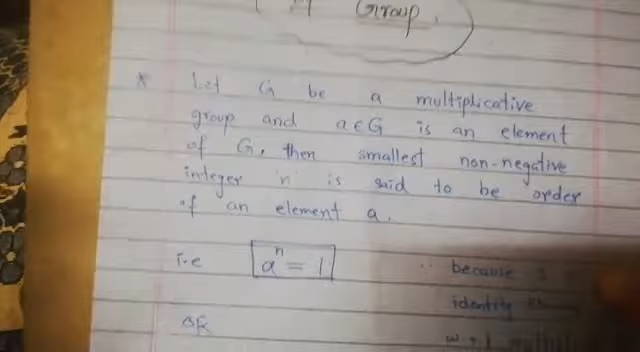 Group.
* Let G be a multiplicative
group and a∈G is an element
of G, then smallest non-negative
integer 'n' is said to be order
of an element a.
i.e aⁿ = 1 ∵ because 1
identity
OR